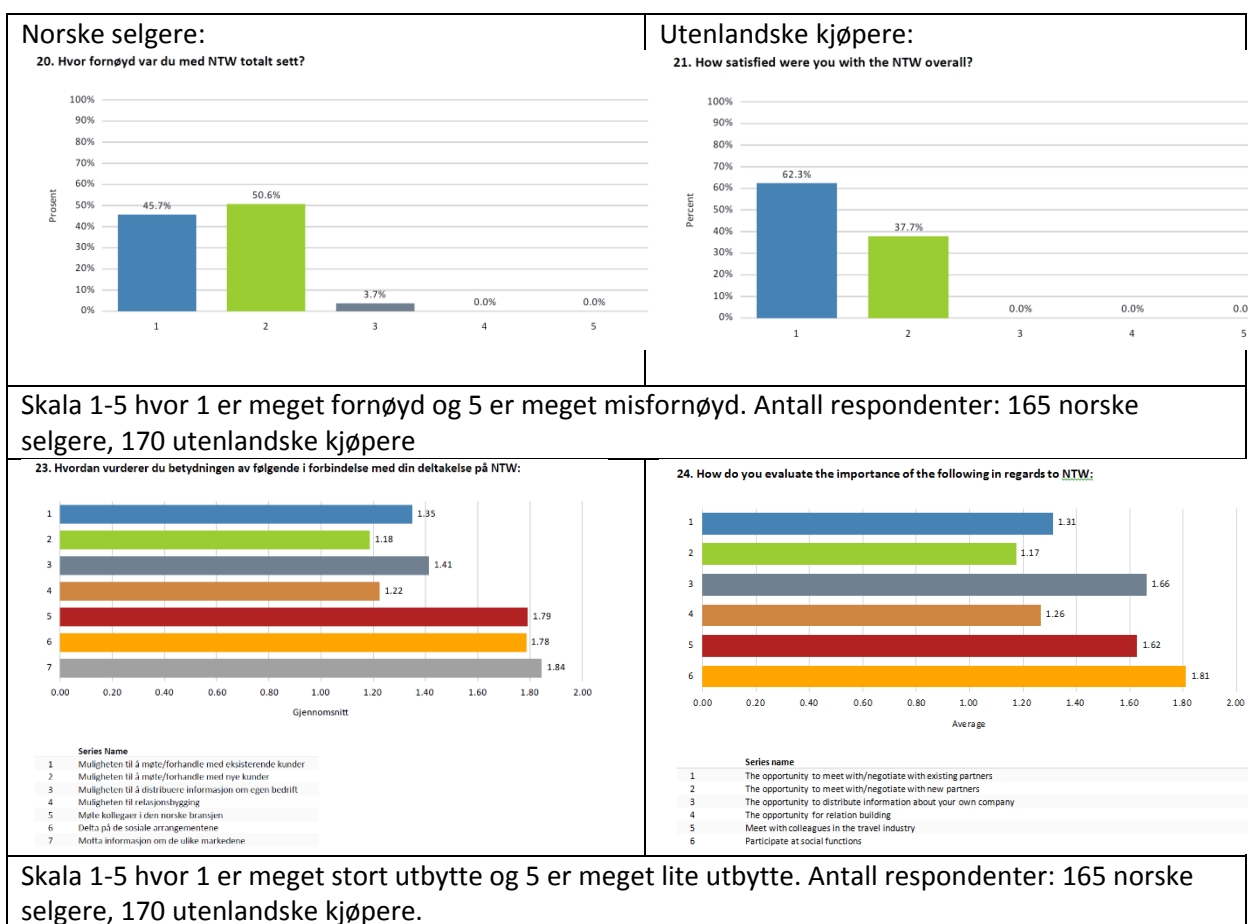 Norske selgere:
20. Hvor fornøyd var du med NTW totalt sett?
100%
90%
80%
70%
60%
50%
40%
30%
20%
10%
0%
Prosent
45.7%
50.6%
3.7%
0.0%
0.0%
1
2
3
4
5
Utenlandske kjøpere:
21. How satisfied were you with the NTW overall?
100%
90%
80%
70%
60%
50%
40%
30%
20%
10%
0%
Percent
62.3%
37.7%
0.0%
0.0%
0.0
1
2
3
4
5
Skala 1-5 hvor 1 er meget fornøyd og 5 er meget misfornøyd. Antall respondenter: 165 norske
selgere, 170 utenlandske kjøpere
23. Hvordan vurderer du betydningen av følgende i forbindelse med din deltakelse på NTW:
1 1.35
2 1.18
3 1.41
4 1.22
5 1.79
6 1.78
7 1.84
0.00 0.20 0.40 0.60 0.80 1.00 1.20 1.40 1.60 1.80 2.00
Gjennomsnitt
Series Name
1 Muligheten til å møte/forhandle med eksisterende kunder
2 Muligheten til å møte/forhandle med nye kunder
3 Muligheten til å distribuere informasjon om egen bedrift
4 Muligheten til relasjonsbygging
5 Møte kollegaer i den norske bransjen
6 Delta på de sosiale arrangementene
7 Motta informasjon om de ulike markedene
24. How do you evaluate the importance of the following in regards to NTW:
1 1.31
2 1.17
3 1.66
4 1.26
5 1.62
6 1.81
0.00 0.20 0.40 0.60 0.80 1.00 1.20 1.40 1.60 1.80 2.00
Average
Series name
1 The opportunity to meet with/negotiate with existing partners
2 The opportunity to meet with/negotiate with new partners
3 The opportunity to distribute information about your own company
4 The opportunity for relation building
5 Meet with colleagues in the travel industry
6 Participate at social functions
Skala 1-5 hvor 1 er meget stort utbytte og 5 er meget lite utbytte. Antall respondenter: 165 norske
selgere, 170 utenlandske kjøpere.